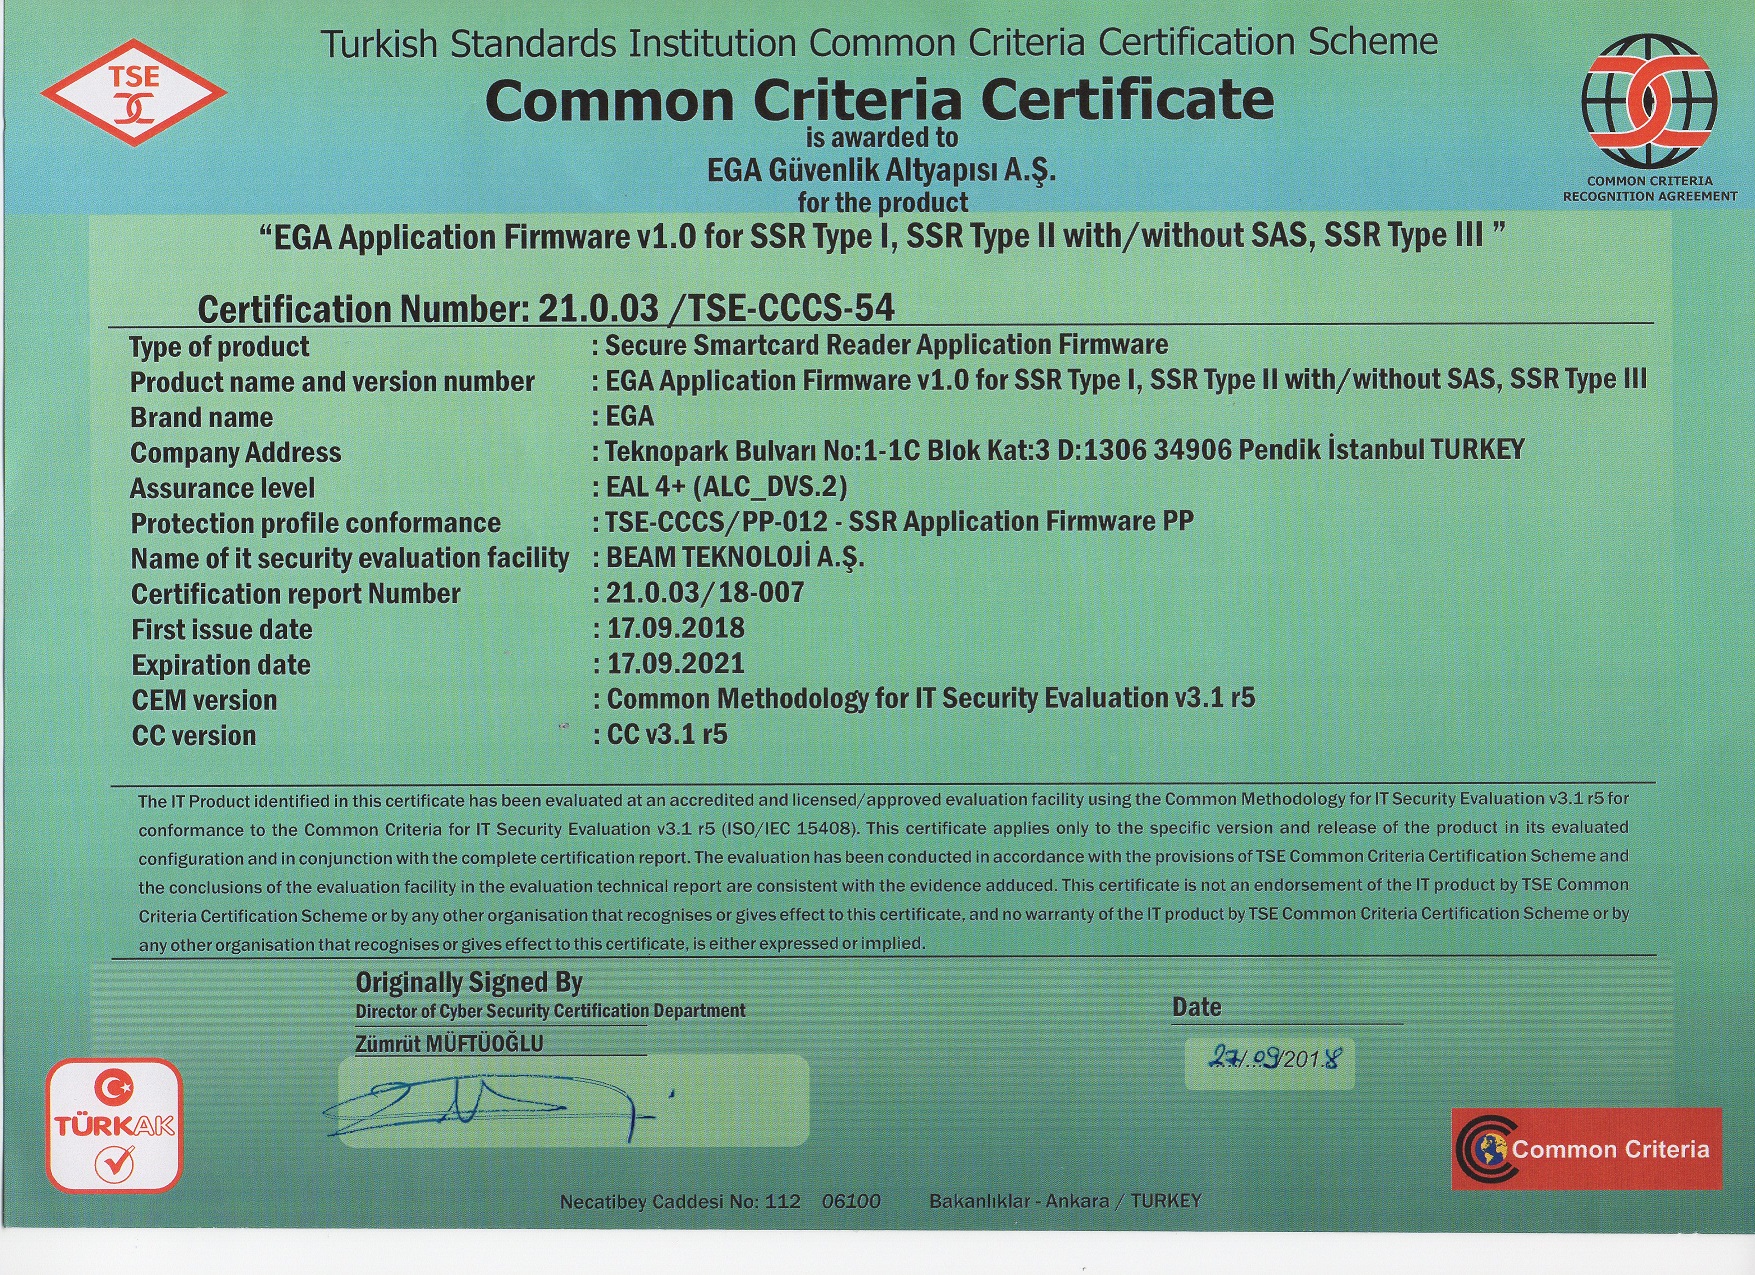 Turkish Standards Institution Common Criteria Certification Scheme
TSE
Common Criteria Certificate
is awarded to
EGA Güvenlik Altyapısı A.Ş.
for the product
COMMON CRITERIA
RECOGNITION AGREEMENT
“EGA Application Firmware v1.0 for SSR Type I, SSR Type II with/without SAS, SSR Type III ”
Certification Number: 21.0.03 /TSE-CCCS-54
Type of product : Secure Smartcard Reader Application Firmware
Product name and version number : EGA Application Firmware v1.0 for SSR Type I, SSR Type II with/without SAS, SSR Type III
Brand name : EGA
Company Address : Teknopark Bulvarı No:1-1C Blok Kat:3 D:1306 34906 Pendik İstanbul TURKEY
Assurance level : EAL 4+ (ALC_DVS.2)
Protection profile conformance : TSE-CCCS/PP-012 - SSR Application Firmware PP
Name of it security evaluation facility : BEAM TEKNOLOJİ A.Ş.
Certification report Number : 21.0.03/18-007
First issue date : 17.09.2018
Expiration date : 17.09.2021
CEM version : Common Methodology for IT Security Evaluation v3.1 r5
CC version : CC v3.1 r5
The IT Product identified in this certificate has been evaluated at an accredited and licensed/approved evaluation facility using the Common Methodology for IT Security Evaluation v3.1 r5 for
conformance to the Common Criteria for IT Security Evaluation v3.1 r5 (ISO/IEC 15408). This certificate applies only to the specific version and release of the product in its evaluated
configuration and in conjunction with the complete certification report. The evaluation has been conducted in accordance with the provisions of TSE Common Criteria Certification Scheme and
the conclusions of the evaluation facility in the evaluation technical report are consistent with the evidence adduced. This certificate is not an endorsement of the IT product by TSE Common
Criteria Certification Scheme or by any other organisation that recognises or gives effect to this certificate, and no warranty of the IT product by TSE Common Criteria Certification Scheme or by
any other organisation that recognises or gives effect to this certificate, is either expressed or implied.
Originally Signed By
Director of Cyber Security Certification Department
Zümrüt MÜFTÜOĞLU
Date
27/.09/2018
TÜRKAK
Common Criteria
Necatibey Caddesi No: 112 06100 Bakanlıklar - Ankara / TURKEY